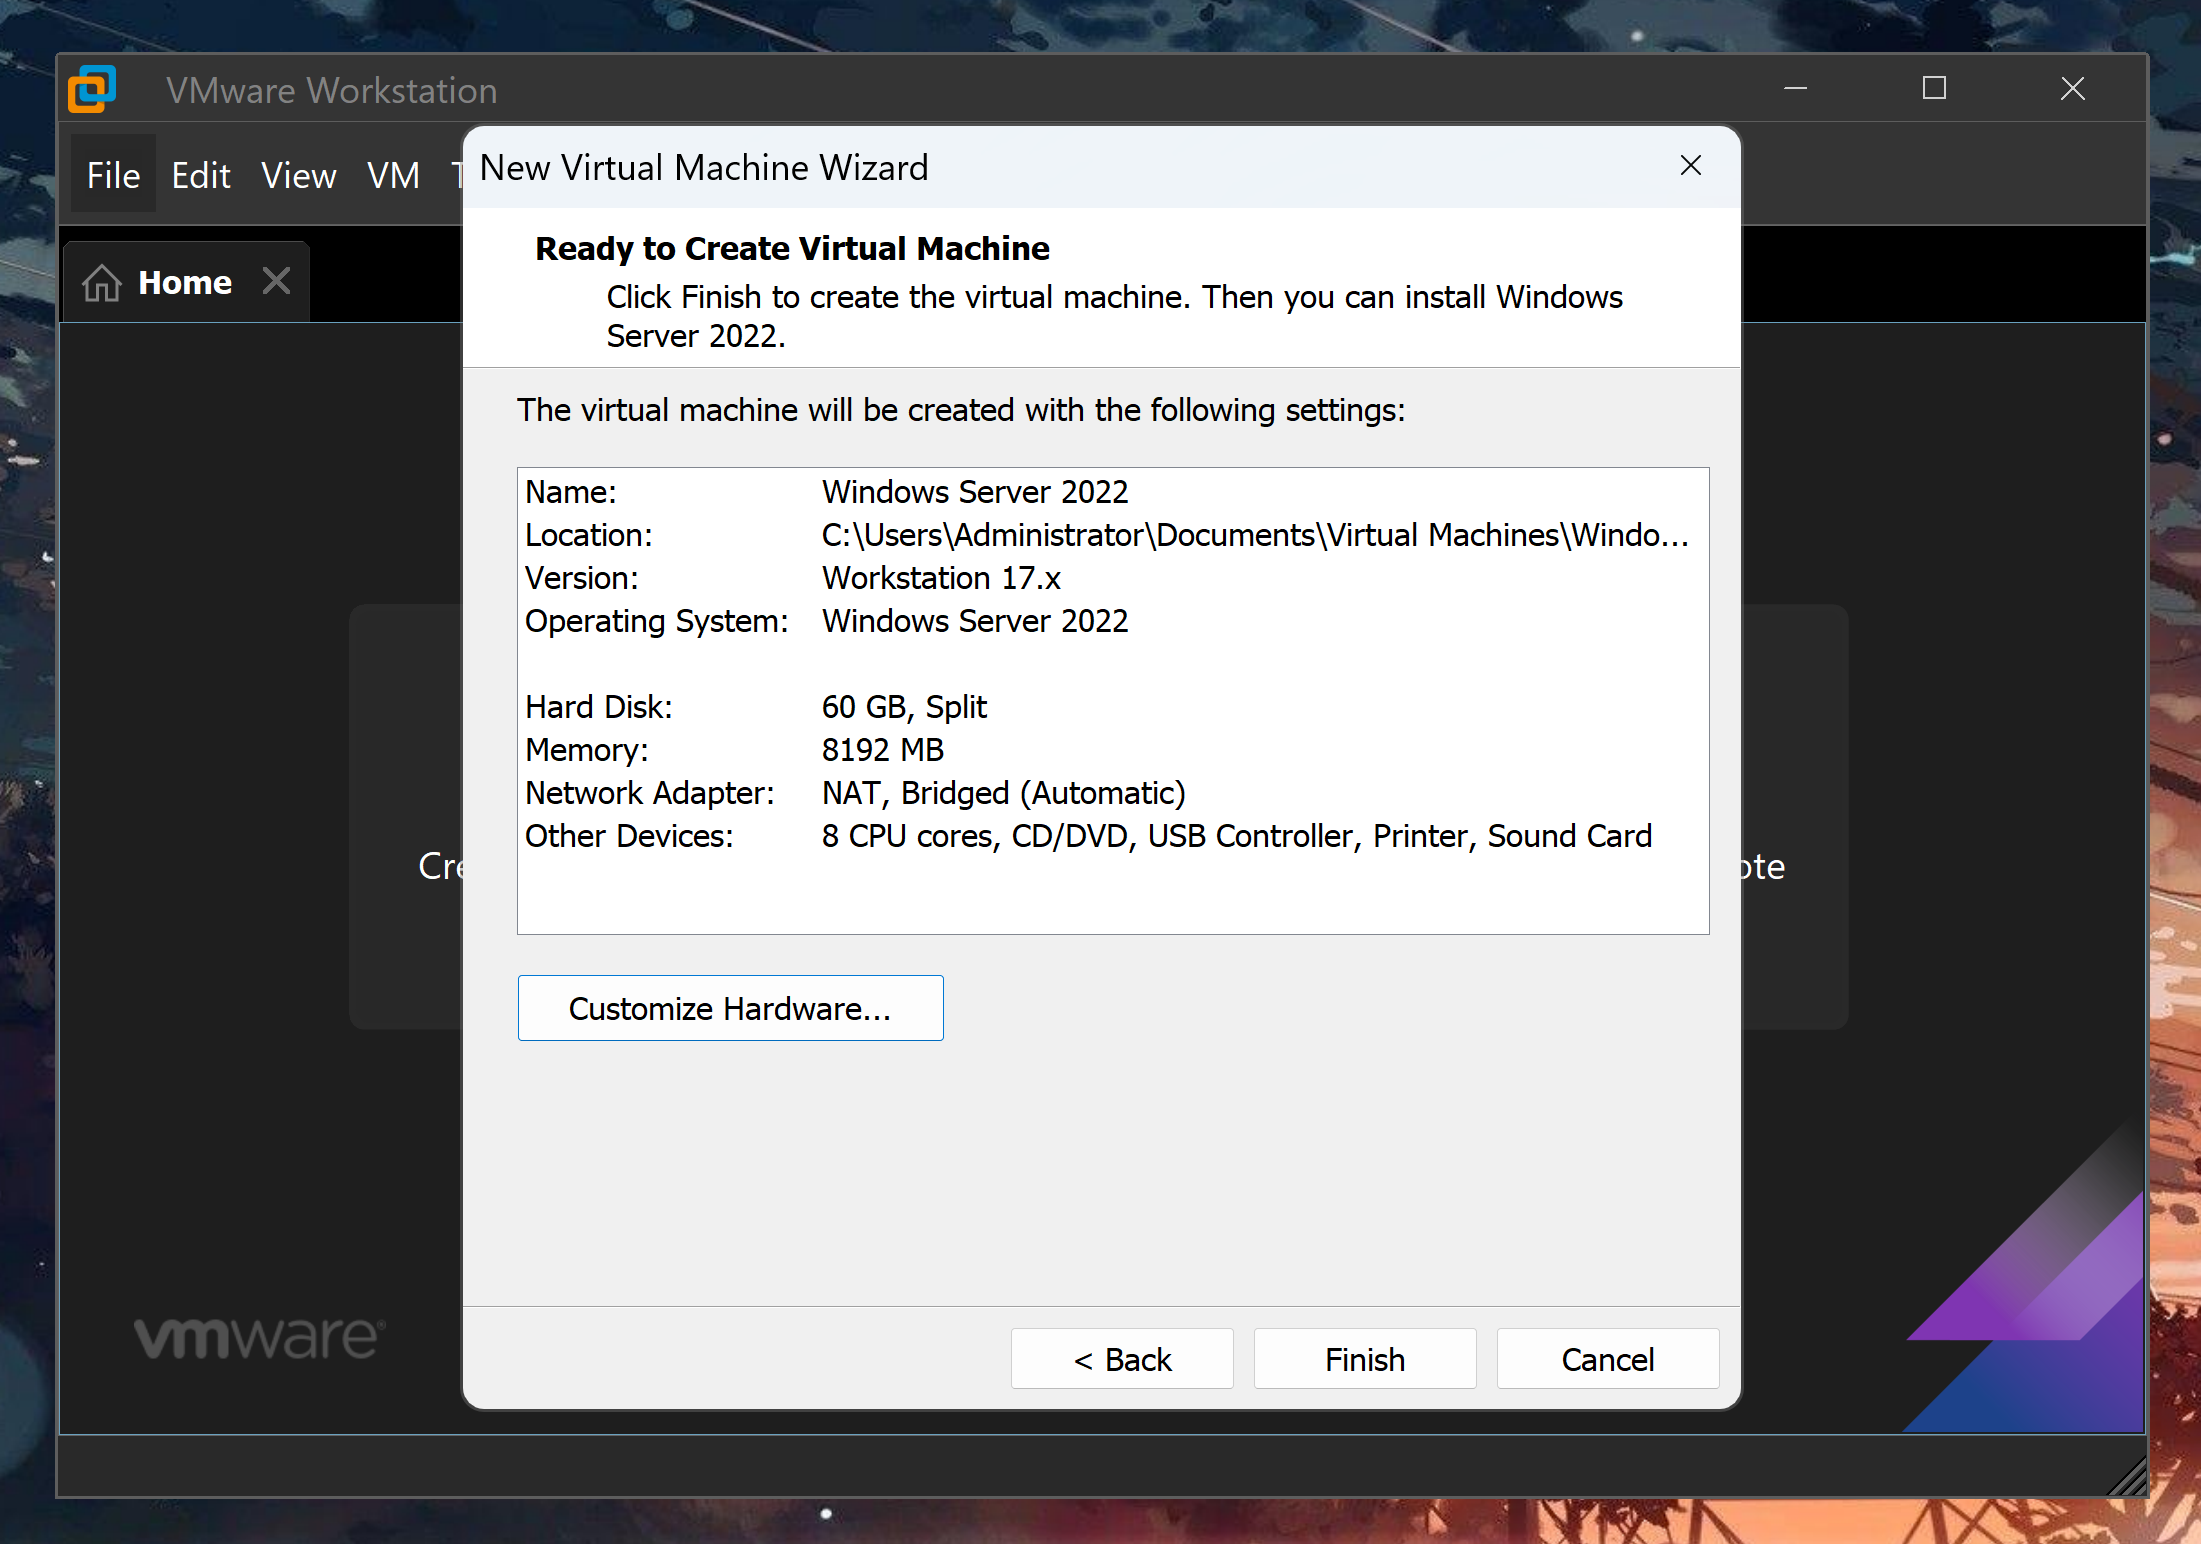 VMware Workstation
File Edit View VM T
New Virtual Machine Wizard
Home
Ready to Create Virtual Machine
Click Finish to create the virtual machine. Then you can install Windows
Server 2022.
The virtual machine will be created with the following settings:
Name: Windows Server 2022
Location: C:\Users\Administrator\Documents\Virtual Machines\Windo...
Version: Workstation 17.x
Operating System: Windows Server 2022
Hard Disk: 60 GB, Split
Memory: 8192 MB
Network Adapter: NAT, Bridged (Automatic)
Other Devices: 8 CPU cores, CD/DVD, USB Controller, Printer, Sound Card
Cre
ote
Customize Hardware...
vmware®
< Back Finish Cancel